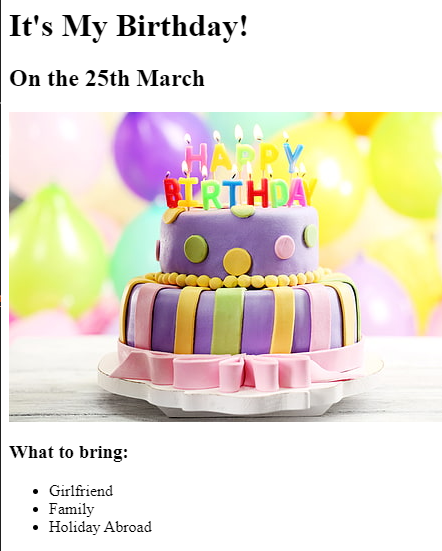 It's My Birthday!
On the 25th March
HAPPY
BIRTHDAY
What to bring:
Girlfriend
Family
Holiday Abroad